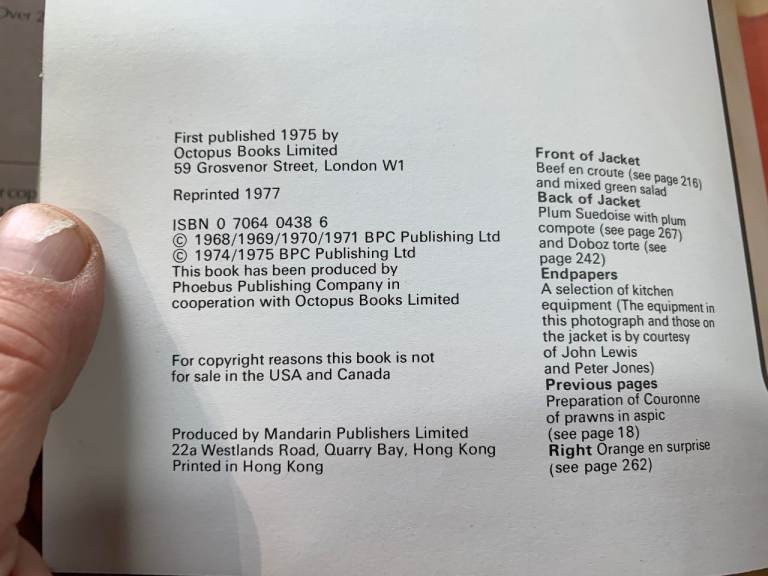 Over 2
r cop
First published 1975 by
Octopus Books Limited
59 Grosvenor Street, London W1
Reprinted 1977
ISBN 0 7064 0438 6
© 1968/1969/1970/1971 BPC Publishing Ltd
© 1974/1975 BPC Publishing Ltd
This book has been produced by
Phoebus Publishing Company in
cooperation with Octopus Books Limited
For copyright reasons this book is not
for sale in the USA and Canada
Produced by Mandarin Publishers Limited
22a Westlands Road, Quarry Bay, Hong Kong
Printed in Hong Kong
Front of Jacket
Beef en croute (see page 216)
and mixed green salad
Back of Jacket
Plum Suedoise with plum
compote (see page 267)
and Doboz torte (see
page 242)
Endpapers
A selection of kitchen
equipment (The equipment in
this photograph and those on
the jacket is by courtesy
of John Lewis
and Peter Jones)
Previous pages
Preparation of Couronne
of prawns in aspic
(see page 18)
Right Orange en surprise
(see page 262)